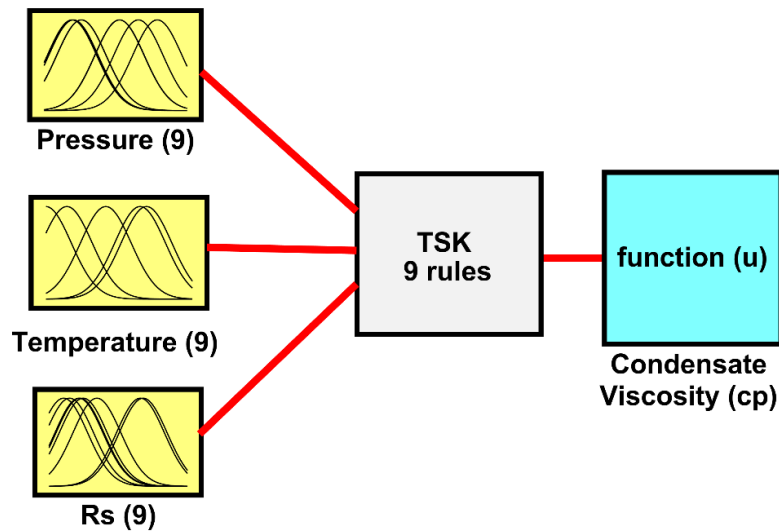 Pressure (9)
Temperature (9)
Rs (9)
TSK
9 rules
function (u)
Condensate
Viscosity (cp)